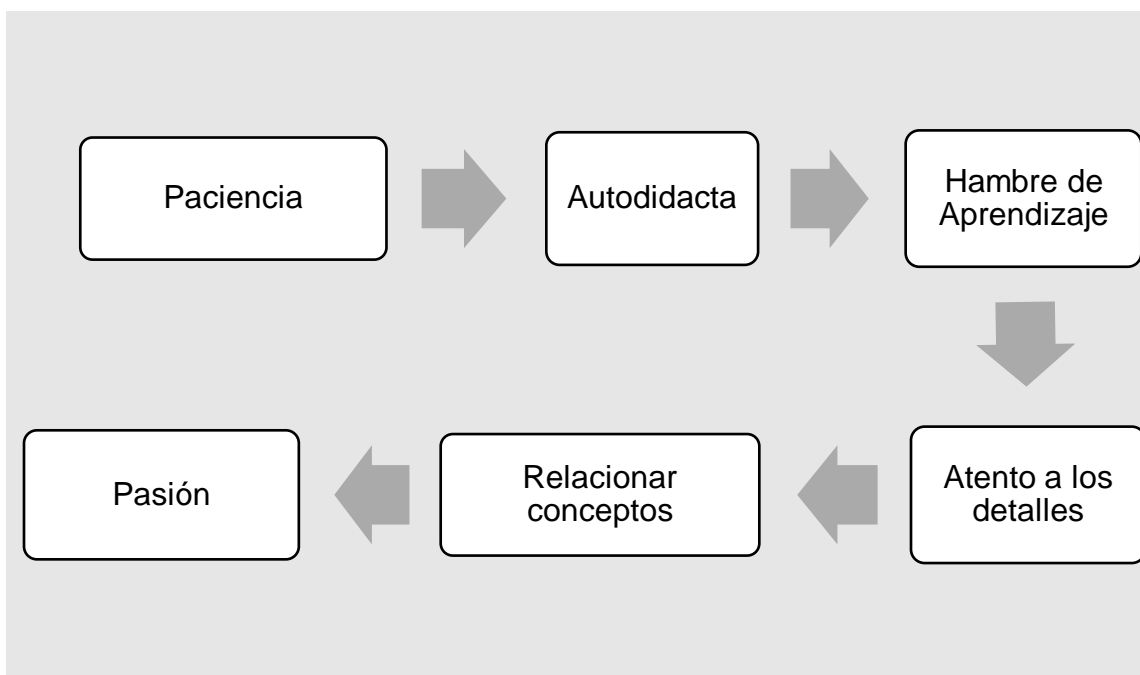 Paciencia
Autodidacta
Hambre de
Aprendizaje
Atento a los
detalles
Relacionar
conceptos
Pasión